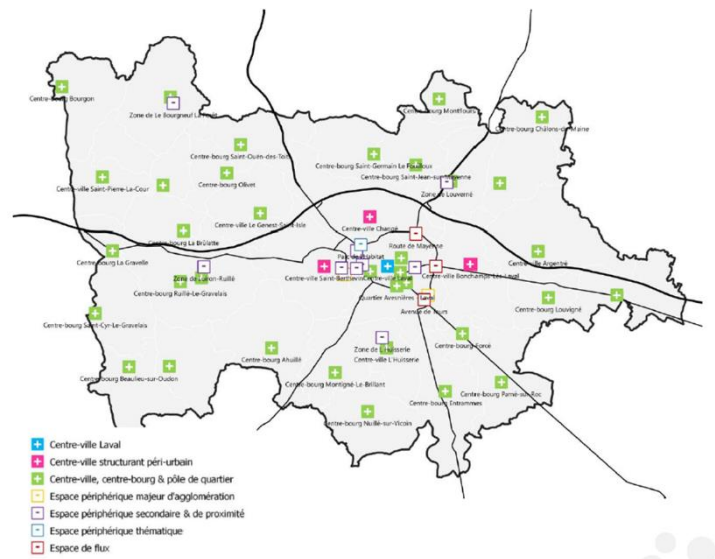 Centre-bourg Bourgon
Zone de Le Bourgneuf La Forêt
Centre-bourg Montflours
Centre-bourg Châlons-du-Maine
Centre-bourg Saint-Ouën-des-Toits
Centre-bourg Saint-Germain Le Fouilloux
Centre-bourg Saint-Jean-sur-Mayenne
Centre-ville Saint-Pierre-La-Cour
Centre-bourg Olivet
Zone de Louverné
Centre-ville Le Genest-Saint-Isle
Centre-ville Changé
Centre-bourg La Brûlatte
Route de Mayenne
Centre-bourg La Gravelle
Centre-ville Argentré
Zone de Loiron-Ruillé
Centre-ville Saint-Berthevin
Centre-ville Laval
Centre-ville Bonchamps-Lès-Laval
Centre-bourg Ruillé-Le-Gravelais
Quartier Avesnières - Laval
Centre-bourg Louvigné
Centre-bourg Saint-Cyr-Le-Gravelais
Avenue de Tours
Centre-bourg Forcé
Zone de L'Huisserie
Centre-bourg Ahuillé
Centre-ville L'Huisserie
Centre-bourg Beaulieu-sur-Oudon
Centre-bourg Montigné-Le-Brillant
Centre-bourg Parné-sur-Roc
Centre-bourg Entrammes
Centre-bourg Nuillé-sur-Vicoin
Centre-ville Laval
Centre-ville structurant péri-urbain
Centre-ville, centre-bourg & pôle de quartier
Espace périphérique majeur d'agglomération
Espace périphérique secondaire & de proximité
Espace périphérique thématique
Espace de flux